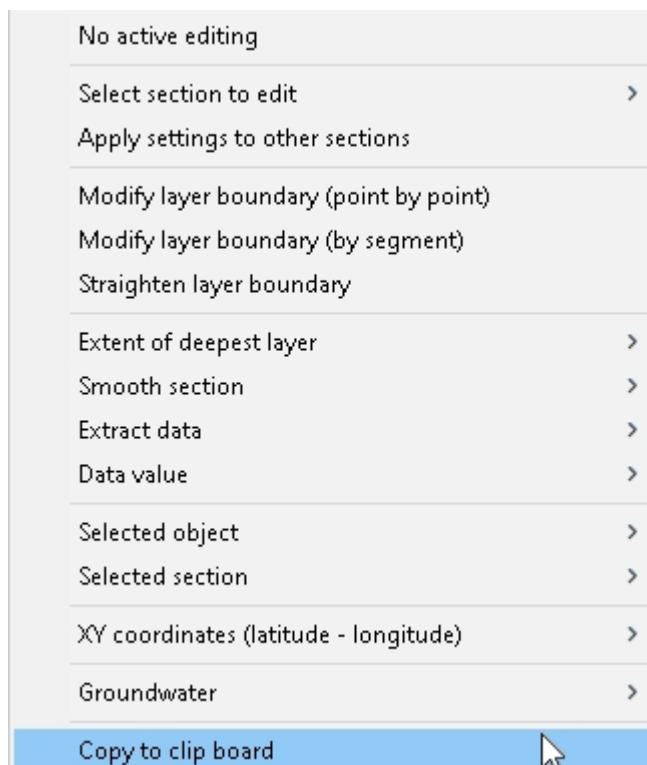 No active editing
Select section to edit
Apply settings to other sections
Modify layer boundary (point by point)
Modify layer boundary (by segment)
Straighten layer boundary
Extent of deepest layer
Smooth section
Extract data
Data value
Selected object
Selected section
XY coordinates (latitude - longitude)
Groundwater
Copy to clip board